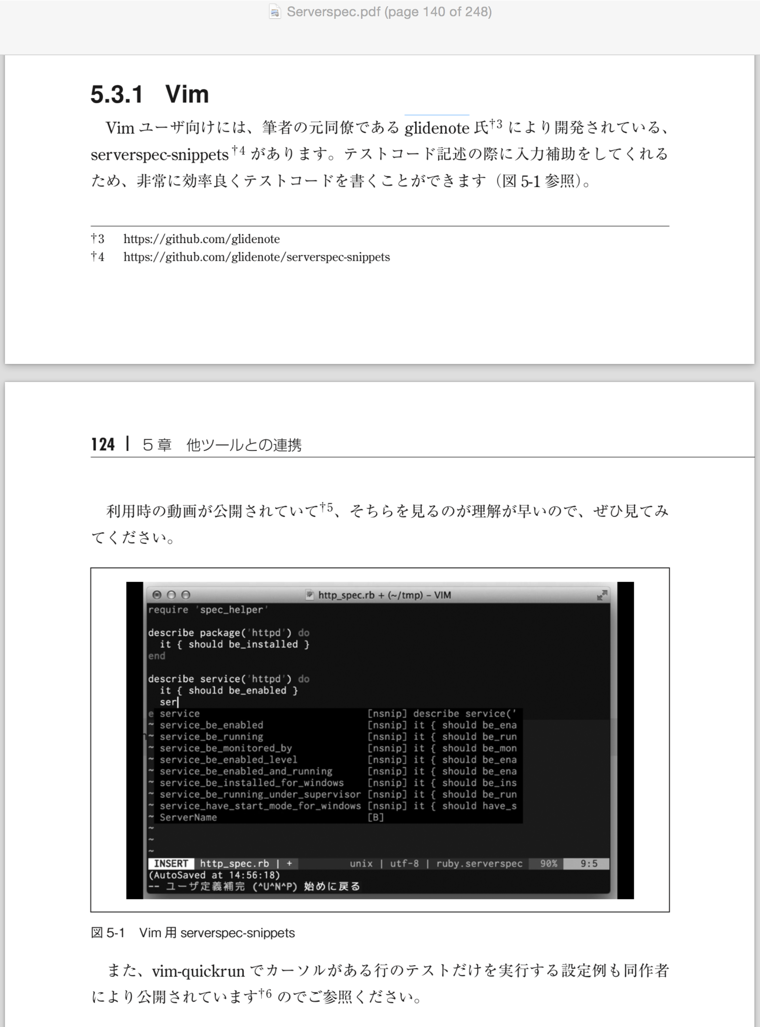 Serverspec.pdf (page 140 of 248)
5.3.1 Vim
Vim ユーザ向けには、筆者の元同僚である glidenote 氏†3 により開発されている、
serverspec-snippets†4 があります。テストコード記述の際に入力補助をしてくれる
ため、非常に効率良くテストコードを書くことができます（図 5-1 参照）。
†3 https://github.com/glidenote
†4 https://github.com/glidenote/serverspec-snippets
124 | 5 章 他ツールとの連携
利用時の動画が公開されていて†5、そちらを見るのが理解が早いので、ぜひ見てみ
てください。
http_spec.rb + (~/tmp) – VIM
require 'spec_helper'
describe package('httpd') do
it { should be_installed }
end
describe service('httpd') do
it { should be_enabled }
ser
e service [nsnip] describe service('
~ service_be_enabled [nsnip] it { should be_ena
~ service_be_running [nsnip] it { should be_run
~ service_be_monitored_by [nsnip] it { should be_mon
~ service_be_enabled_level [nsnip] it { should be_ena
~ service_be_enabled_and_running [nsnip] it { should be_ena
~ service_be_installed_for_windows [nsnip] it { should be_ins
~ service_be_running_under_supervisor [nsnip] it { should be_run
~ service_have_start_mode_for_windows [nsnip] it { should have_s
~ ServerName [B]
~
~
~
INSERT http_spec.rb | + unix | utf-8 | ruby.serverspec 90% 9:5
(AutoSaved at 14:56:18)
-- ユーザ定義補完 (^U^N^P) 始めに戻る
図 5-1 Vim 用 serverspec-snippets
また、vim-quickrun でカーソルがある行のテストだけを実行する設定例も同作者
により公開されています†6 のでご参照ください。